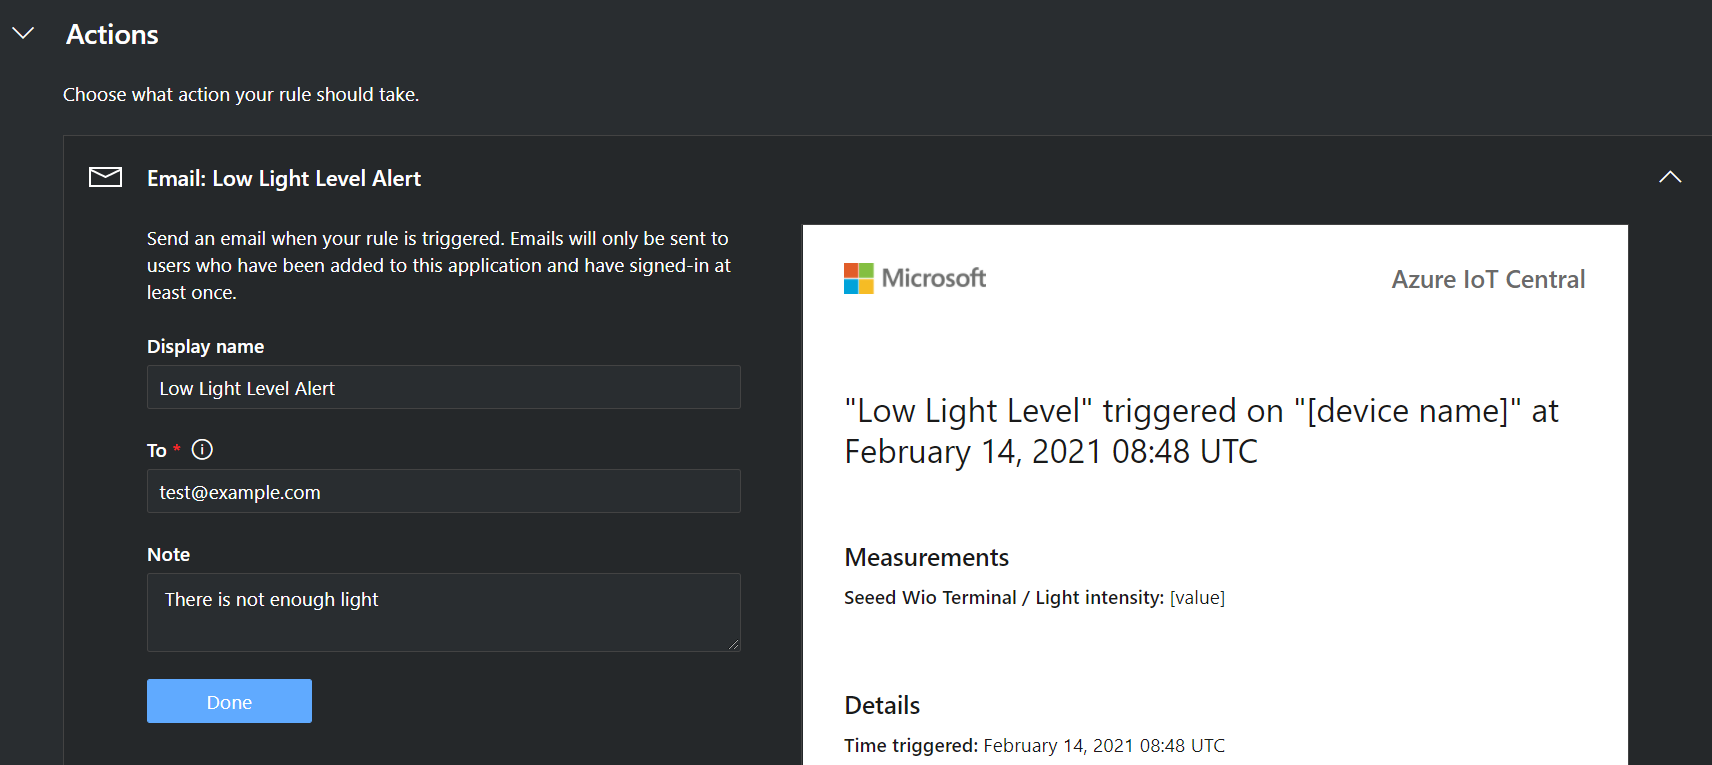 Actions
Choose what action your rule should take.
Email: Low Light Level Alert
Send an email when your rule is triggered. Emails will only be sent to
users who have been added to this application and have signed-in at
least once.
Display name
Low Light Level Alert
To *
test@example.com
Note
There is not enough light
Done
Microsoft
Azure IoT Central
"Low Light Level" triggered on "[device name]" at
February 14, 2021 08:48 UTC
Measurements
Seeed Wio Terminal / Light intensity: [value]
Details
Time triggered: February 14, 2021 08:48 UTC